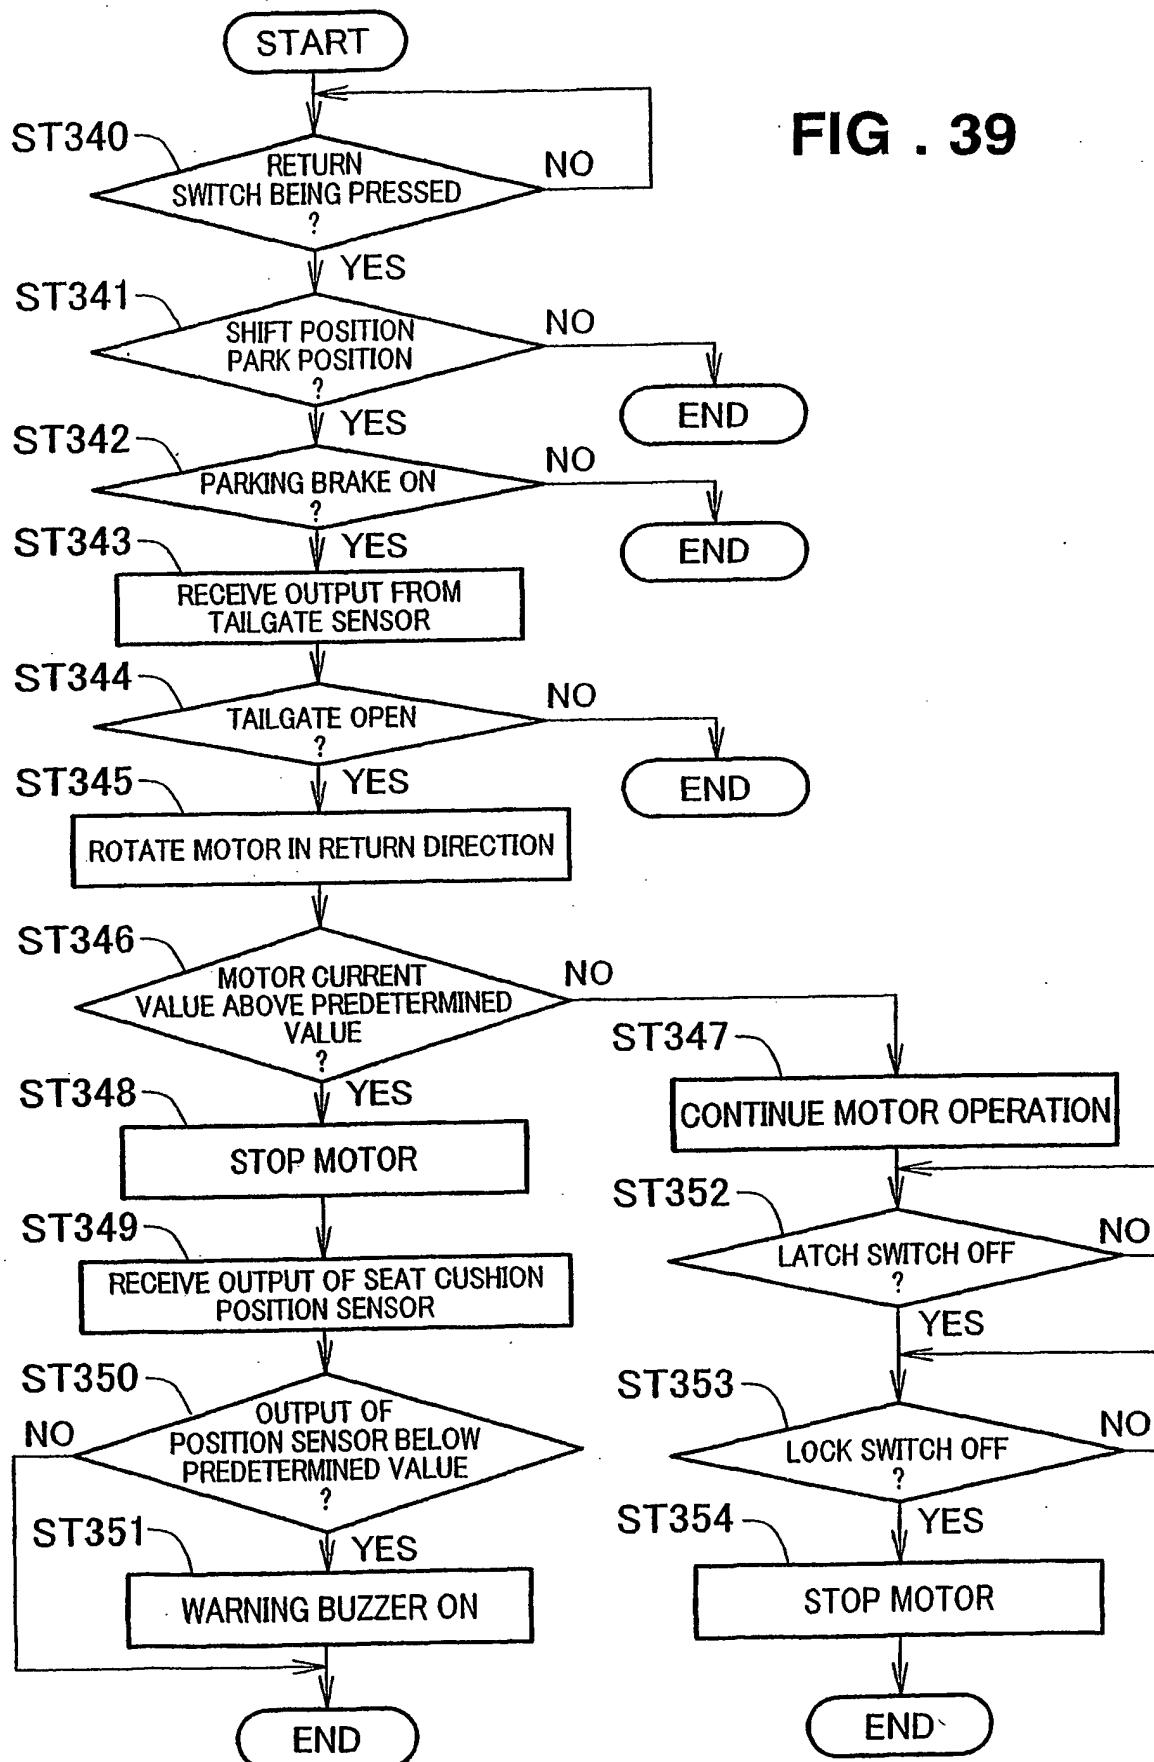 START
FIG . 39
ST340
RETURN
SWITCH BEING PRESSED
?
NO
YES
ST341
SHIFT POSITION
PARK POSITION
?
NO
END
YES
ST342
PARKING BRAKE ON
?
NO
END
YES
ST343
RECEIVE OUTPUT FROM
TAILGATE SENSOR
ST344
TAILGATE OPEN
?
NO
END
YES
ST345
ROTATE MOTOR IN RETURN DIRECTION
ST346
MOTOR CURRENT
VALUE ABOVE PREDETERMINED
VALUE
?
NO
YES
ST348
STOP MOTOR
ST349
RECEIVE OUTPUT OF SEAT CUSHION
POSITION SENSOR
ST350
OUTPUT OF
POSITION SENSOR BELOW
PREDETERMINED VALUE
?
NO
YES
ST351
WARNING BUZZER ON
END
ST347
CONTINUE MOTOR OPERATION
ST352
LATCH SWITCH OFF
?
NO
YES
ST353
LOCK SWITCH OFF
?
NO
YES
ST354
STOP MOTOR
END